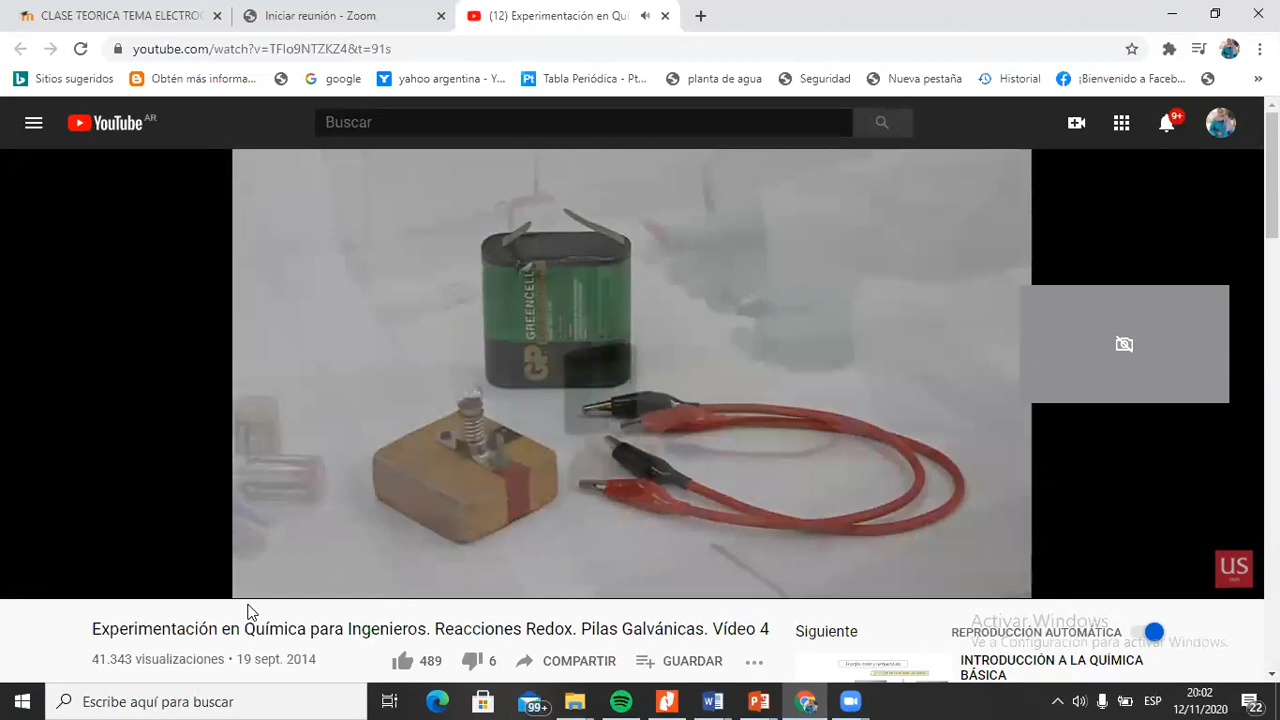 CLASE TEORICA TEMA ELECTROC
Iniciar reunión - Zoom
(12) Experimentación en Quí
youtube.com/watch?v=TFIo9NTZKZ4&t=91s
Sitios sugeridos
Obtén más informa...
google
yahoo argentina - Y...
Tabla Periódica - Pt...
planta de agua
Seguridad
Nueva pestaña
Historial
¡Bienvenido a Faceb...
»
YouTube AR
Buscar
9+
GP GREENCELL
us
Experimentación en Química para Ingenieros. Reacciones Redox. Pilas Galvánicas. Vídeo 4
41.343 visualizaciones • 19 sept. 2014
489
6
COMPARTIR
GUARDAR
Siguiente
REPRODUCCIÓN AUTOMÁTICA
Activar Windows
Ve a Configuración para activar Windows.
INTRODUCCIÓN A LA QUÍMICA
BÁSICA
Escribe aquí para buscar
99+
ESP
20:02
12/11/2020
22